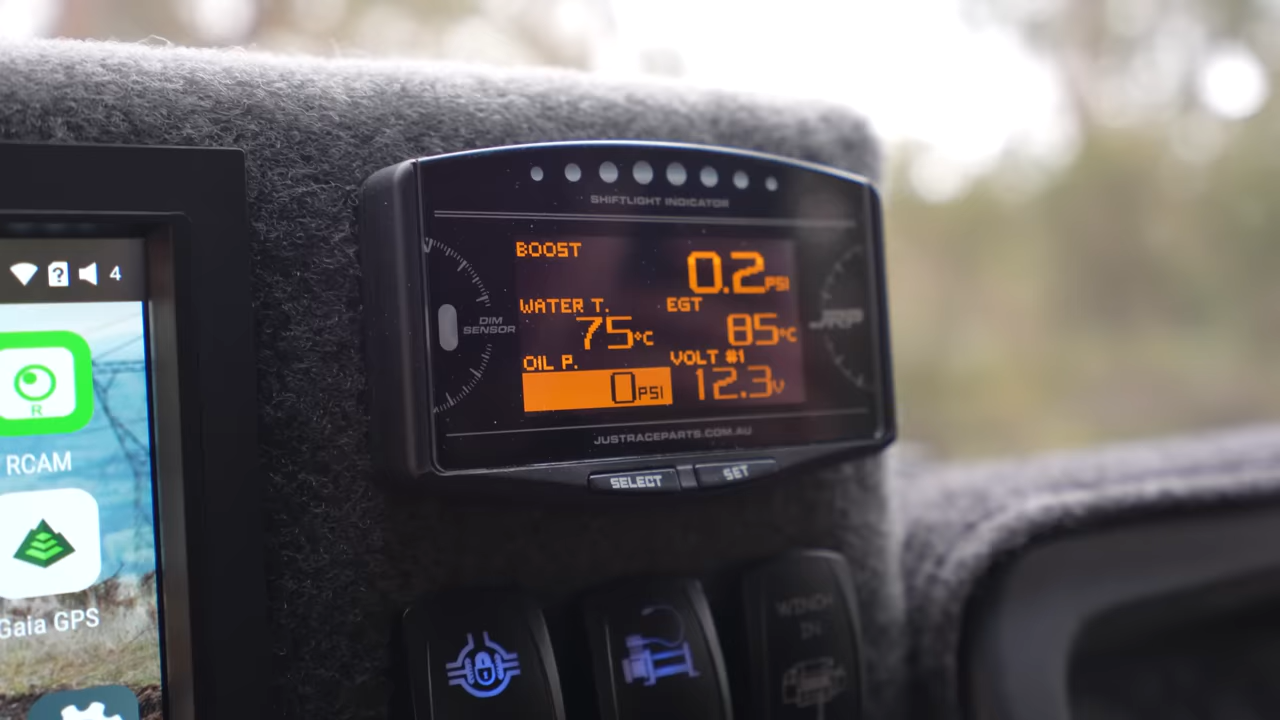 4
RCAM
Gaia GPS
R
SHIFTLIGHT INDICATOR
BOOST
0.2 PSI
WATER T. EGT
75°C 85°C
OIL P. VOLT #1
0 PSI 12.3V
DIM
SENSOR
JRP
JUSTRACEPARTS.COM.AU
SELECT SET
WINCH
IN